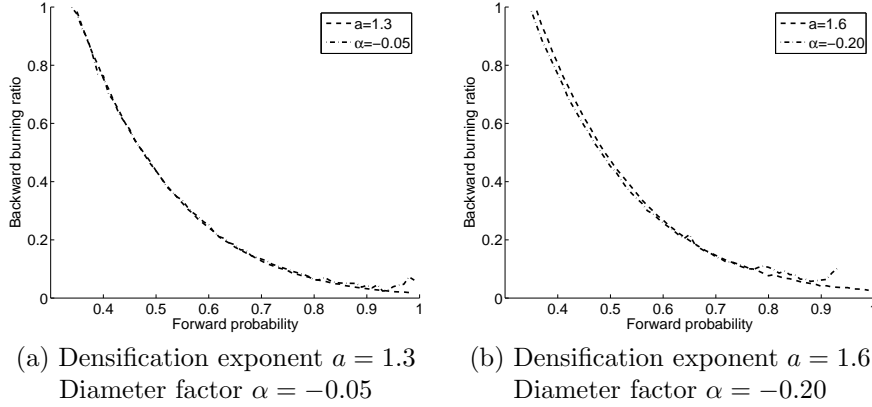 1
0.8
0.6
0.4
0.2
0
Backward burning ratio
0.4 0.5 0.6 0.7 0.8 0.9 1
Forward probability
a=1.3
α=−0.05
(a) Densification exponent a = 1.3
Diameter factor α = −0.05
1
0.8
0.6
0.4
0.2
0
Backward burning ratio
0.4 0.5 0.6 0.7 0.8 0.9 1
Forward probability
a=1.6
α=−0.20
(b) Densification exponent a = 1.6
Diameter factor α = −0.20